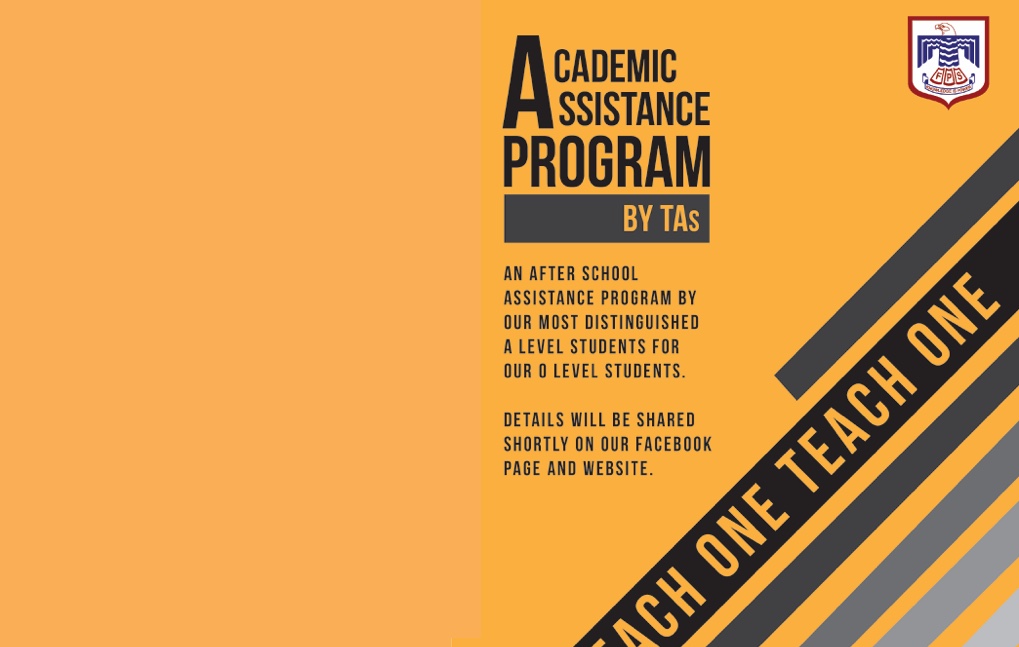 ACADEMIC
ASSISTANCE
PROGRAM
BY TAs
AN AFTER SCHOOL
ASSISTANCE PROGRAM BY
OUR MOST DISTINGUISHED
A LEVEL STUDENTS FOR
OUR O LEVEL STUDENTS.
DETAILS WILL BE SHARED
SHORTLY ON OUR FACEBOOK
PAGE AND WEBSITE.
EACH ONE TEACH ONE
FPS